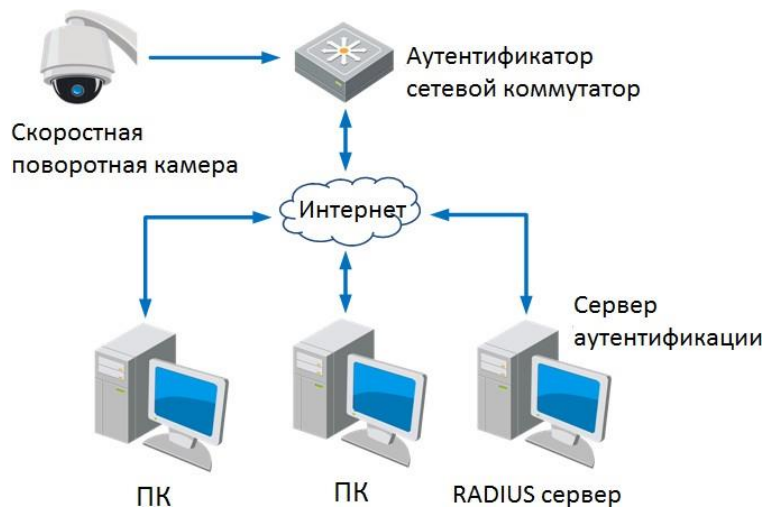 Аутентификатор
сетевой коммутатор
Скоростная
поворотная камера
Интернет
Сервер
аутентификации
ПК
ПК
RADIUS сервер